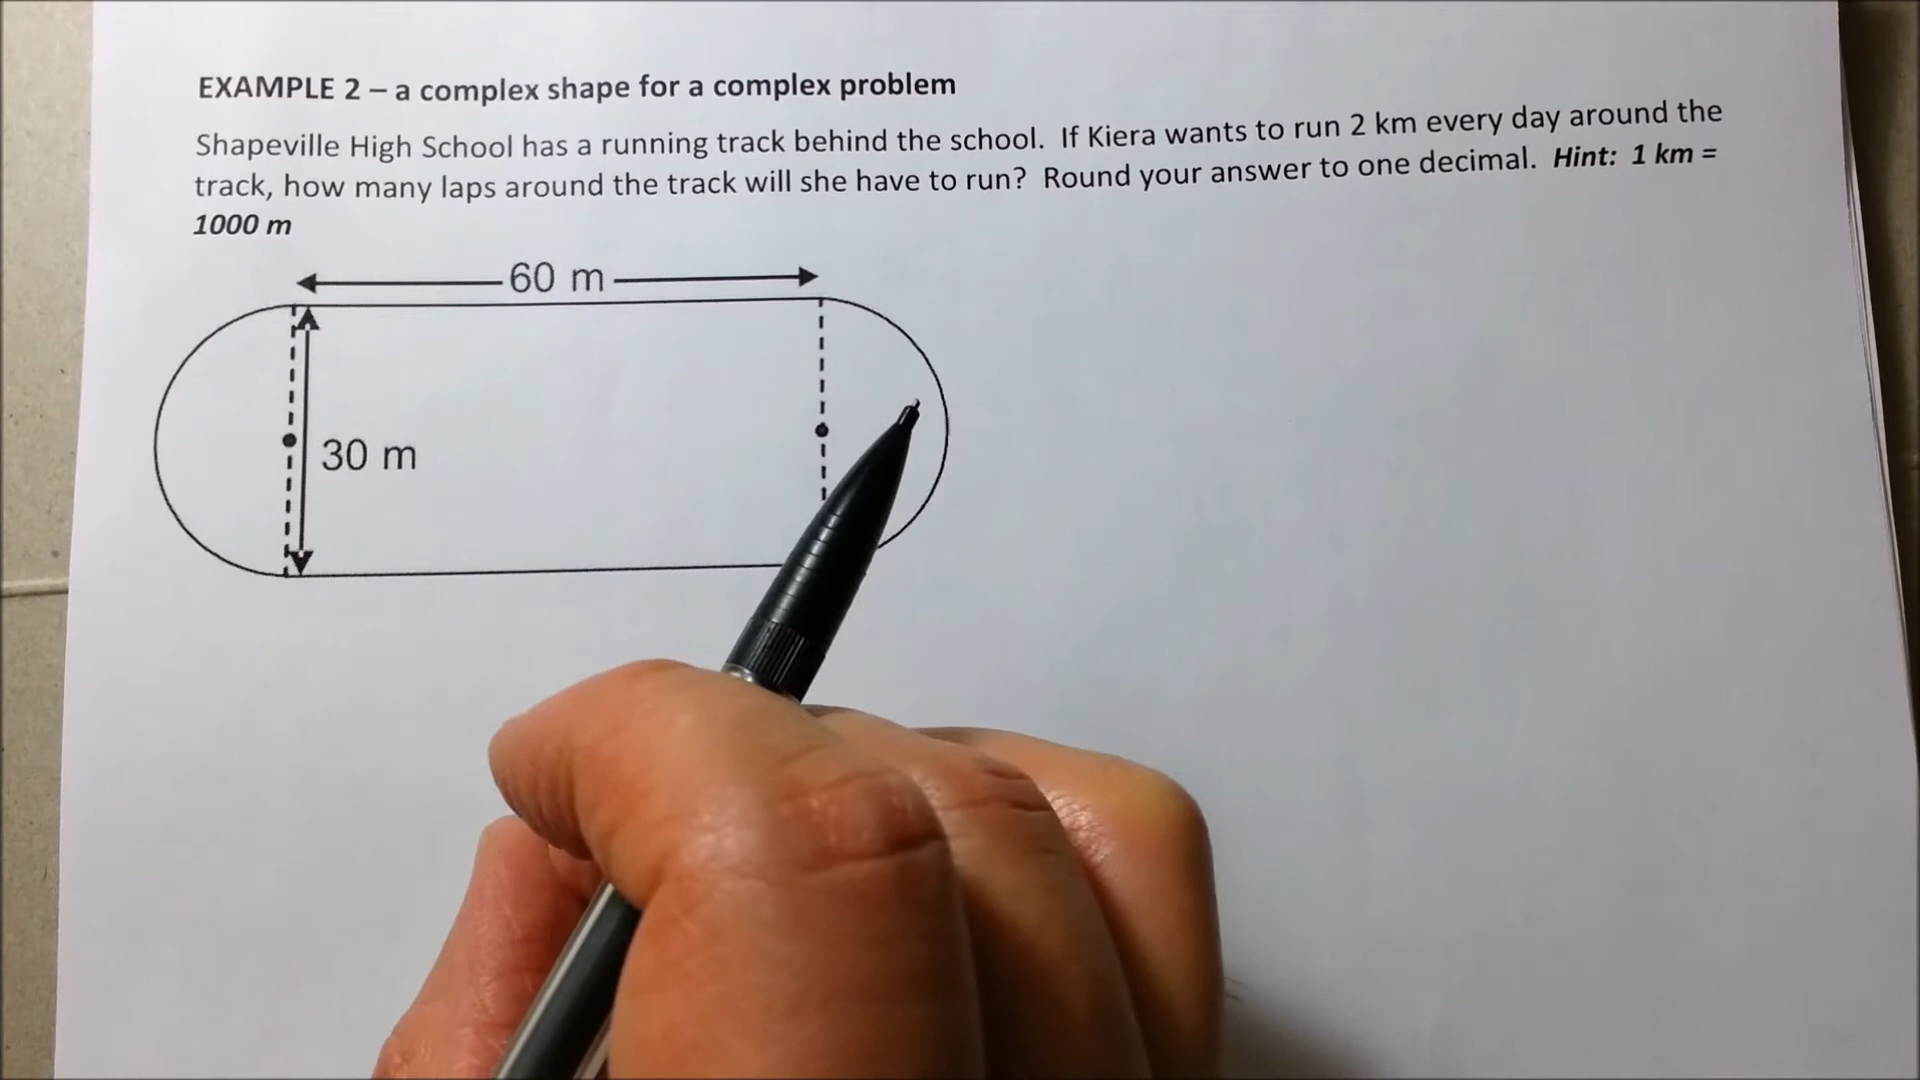 EXAMPLE 2 – a complex shape for a complex problem
Shapeville High School has a running track behind the school. If Kiera wants to run 2 km every day around the
track, how many laps around the track will she have to run? Round your answer to one decimal. Hint: 1 km =
1000 m
60 m
30 m